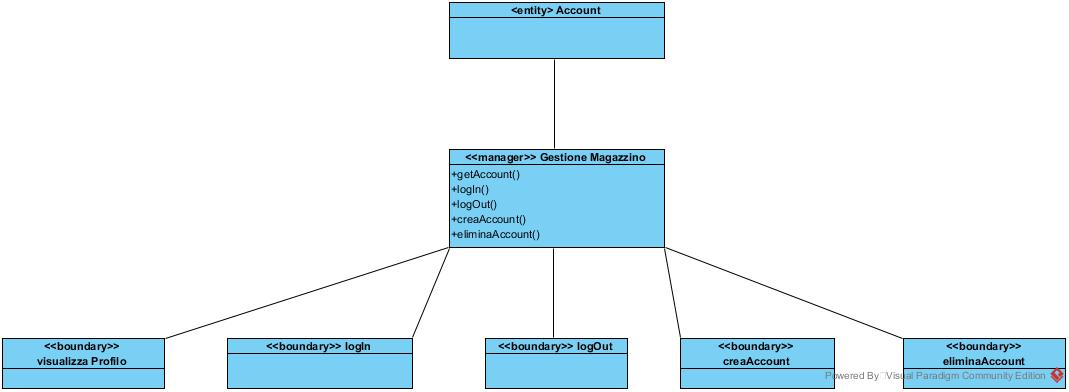 <entity> Account
<<manager>> Gestione Magazzino
+getAccount()
+logIn()
+logOut()
+creaAccount()
+eliminaAccount()
<<boundary>>
visualizza Profilo
<<boundary>> logIn
<<boundary>> logOut
<<boundary>>
creaAccount
<<boundary>>
eliminaAccount
Powered By Visual Paradigm Community Edition